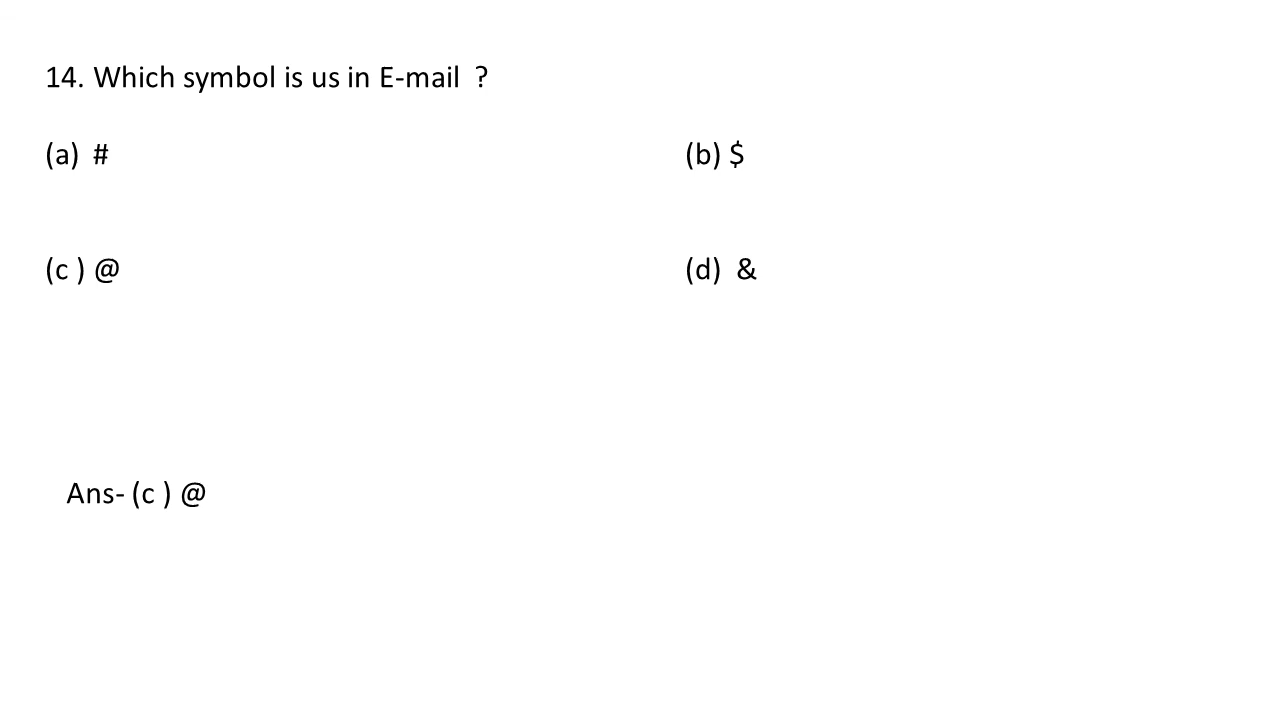 14. Which symbol is us in E-mail  ?
(a)  #
(b) $
(c ) @
(d)  &
Ans- (c ) @